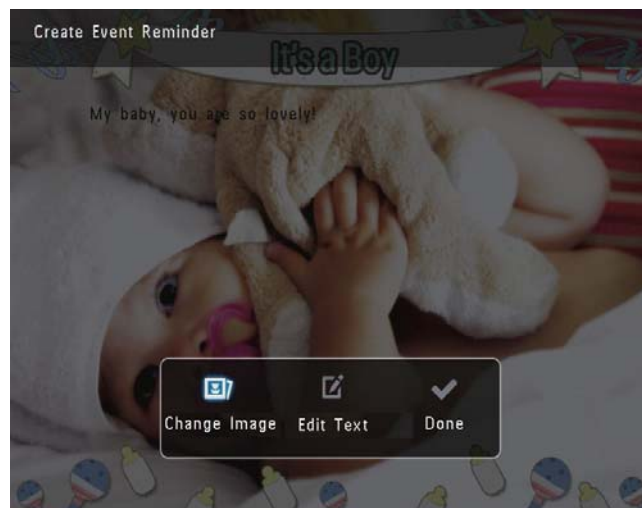 Create Event Reminder
It's a Boy
My baby, you are so lovely!
Change Image Edit Text Done